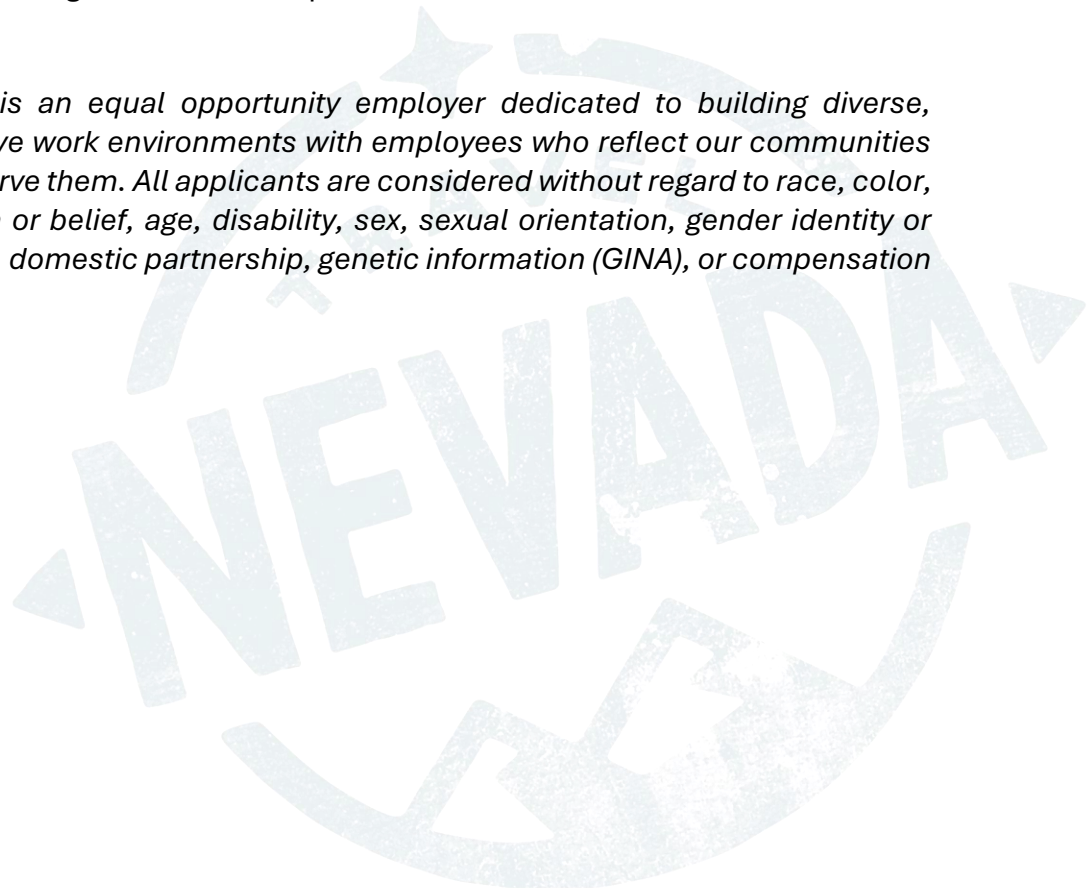 is an equal opportunity employer dedicated to building diverse,
work environments with employees who reflect our communities
them. All applicants are considered without regard to race, color,
or belief, age, disability, sex, sexual orientation, gender identity or
domestic partnership, genetic information (GINA), or compensation
TRAVEL
NEVADA